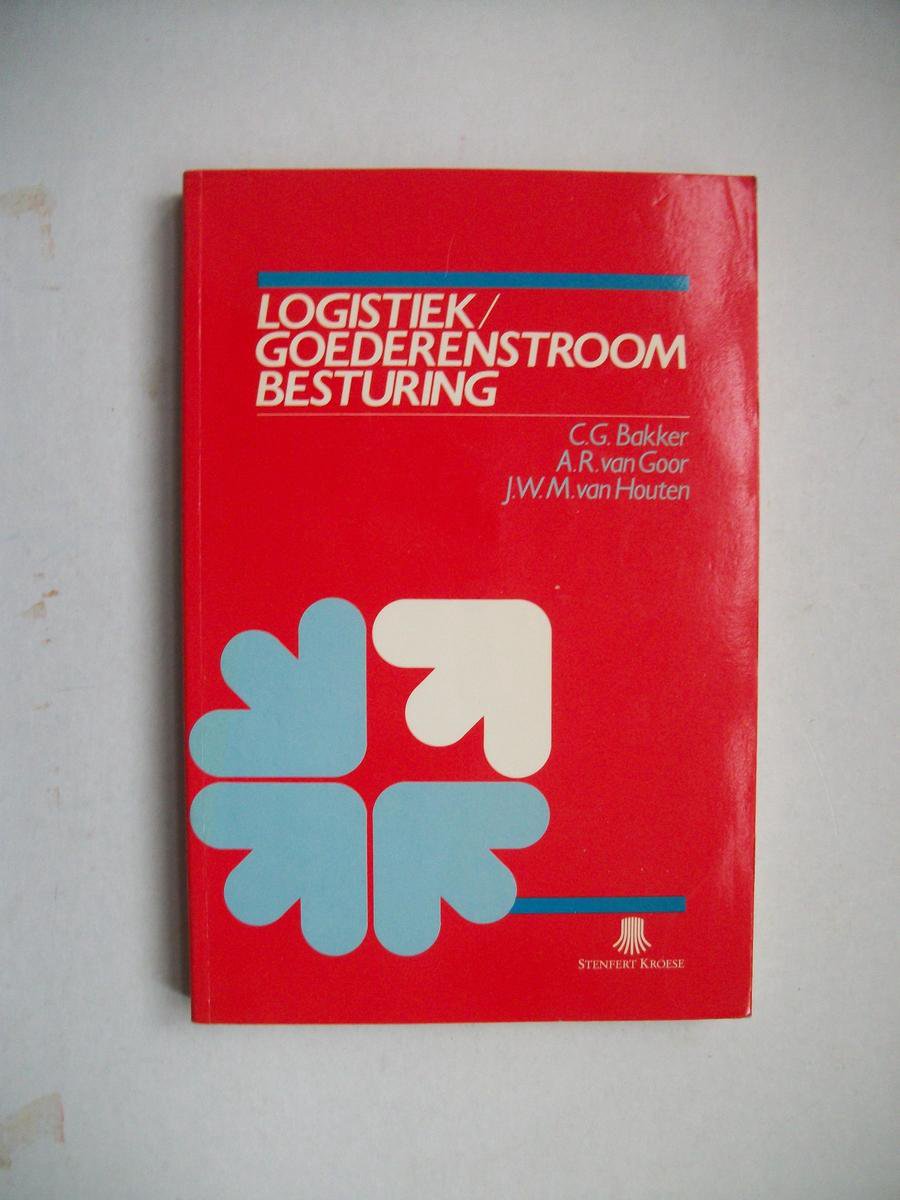 LOGISTIEK/
GOEDERENSTROOM
BESTURING
C.G. Bakker
A.R. van Goor
J.W.M. van Houten
STENFERT KROESE